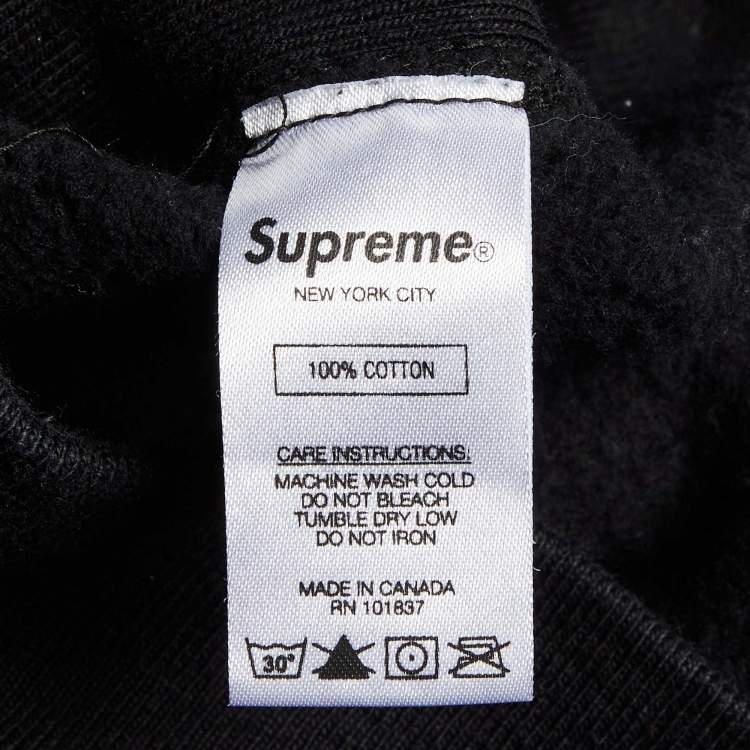 Supreme®
NEW YORK CITY
100% COTTON
CARE INSTRUCTIONS:
MACHINE WASH COLD
DO NOT BLEACH
TUMBLE DRY LOW
DO NOT IRON
MADE IN CANADA
RN 101837
30°